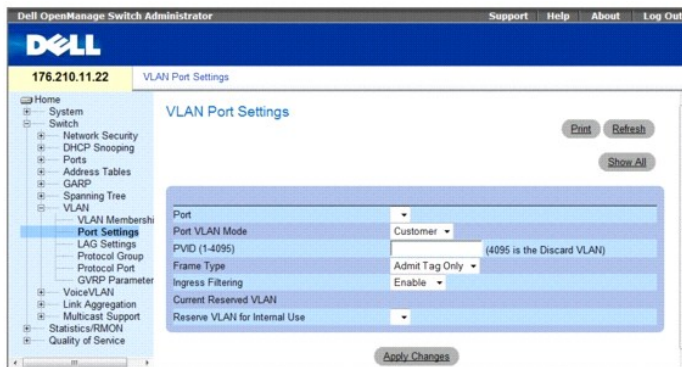 Dell OpenManage Switch Administrator Support Help About Log Out
DELL
176.210.11.22 VLAN Port Settings
Home
System
Switch
Network Security
DHCP Snooping
Ports
Address Tables
GARP
Spanning Tree
VLAN
VLAN Membershi
Port Settings
LAG Settings
Protocol Group
Protocol Port
GVRP Parameter
VoiceVLAN
Link Aggregation
Multicast Support
Statistics/RMON
Quality of Service
VLAN Port Settings
Print Refresh
Show All
Port
Port VLAN Mode Customer
PVID (1-4095) (4095 is the Discard VLAN)
Frame Type Admit Tag Only
Ingress Filtering Enable
Current Reserved VLAN
Reserve VLAN for Internal Use
Apply Changes